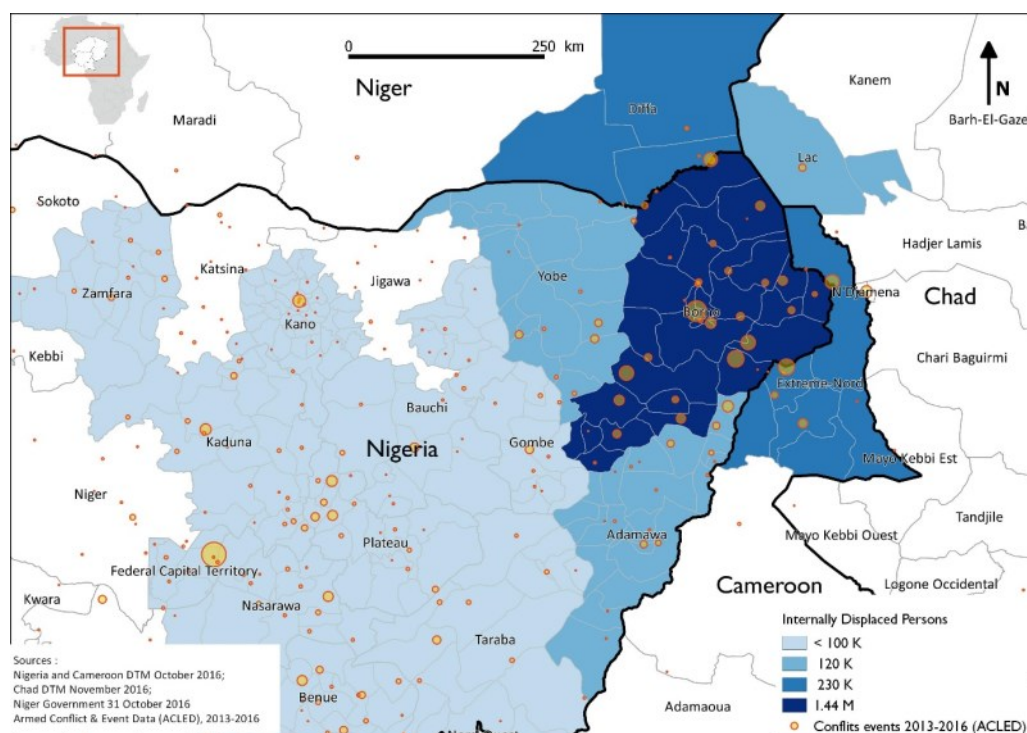 0
250 km
N
Niger
Maradi
Diffa
Kanem
Barh-El-Gaze
Lac
Sokoto
Hadjer Lamis
Katsina
Jigawa
Yobe
Zamfara
Kano
Borno
N'Djamena
Chad
Kebbi
Chari Baguirmi
Extreme-Nord
Bauchi
Gombe
Kaduna
Nigeria
Mayo Kebbi Est
Niger
Tandjile
Mayo Kebbi Ouest
Adamawa
Plateau
Federal Capital Territory
Cameroon
Logone Occidental
Kwara
Nasarawa
Taraba
Benue
Adamaoua
Internally Displaced Persons
< 100 K
120 K
230 K
1.44 M
Conflits events 2013-2016 (ACLED)
Sources :
Nigeria and Cameroon DTM October 2016;
Chad DTM November 2016;
Niger Government 31 October 2016
Armed Conflict & Event Data (ACLED), 2013-2016